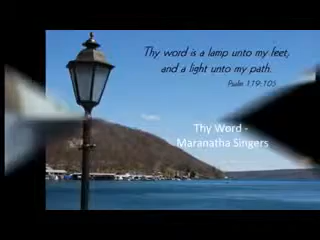 Thy word is a lamp unto my feet,
and a light unto my path.
Psalm 119:105
Thy Word -
Maranatha Singers